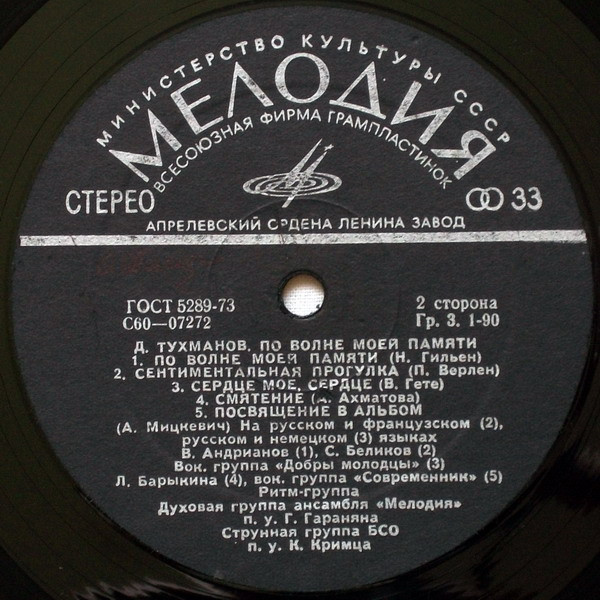 МИНИСТЕРСТВО КУЛЬТУРЫ СССР
МЕЛОДИЯ
ВСЕСОЮЗНАЯ ФИРМА ГРАМПЛАСТИНОК
СТЕРЕО
33
АПРЕЛЕВСКИЙ ОРДЕНА ЛЕНИНА ЗАВОД
ГОСТ 5289-73
2 сторона
С60—07272
Гр. 3. 1-90
Д. ТУХМАНОВ. ПО ВОЛНЕ МОЕЙ ПАМЯТИ
1. ПО ВОЛНЕ МОЕЙ ПАМЯТИ (Н. Гильен)
2. СЕНТИМЕНТАЛЬНАЯ ПРОГУЛКА (П. Верлен)
3. СЕРДЦЕ МОЕ, СЕРДЦЕ (В. Гете)
4. СМЯТЕНИЕ (А. Ахматова)
5. ПОСВЯЩЕНИЕ В АЛЬБОМ
(А. Мицкевич) На русском и французском (2),
русском и немецком (3) языках
В. Андрианов (1), С. Беликов (2)
Вок. группа «Добры молодцы» (3)
Л. Барыкина (4), вок. группа «Современник» (5)
Ритм-группа
Духовая группа ансамбля «Мелодия»
п. у. Г. Гараняна
Струнная группа БСО
п. у. К. Кримца